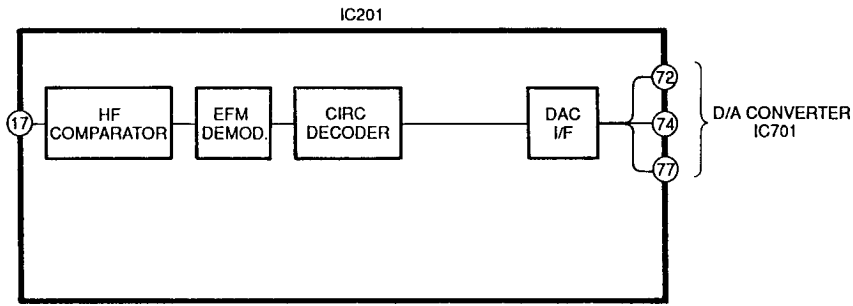 IC201
17
HF
COMPARATOR
EFM
DEMOD.
CIRC
DECODER
DAC
I/F
72
74
77
D/A CONVERTER
IC701